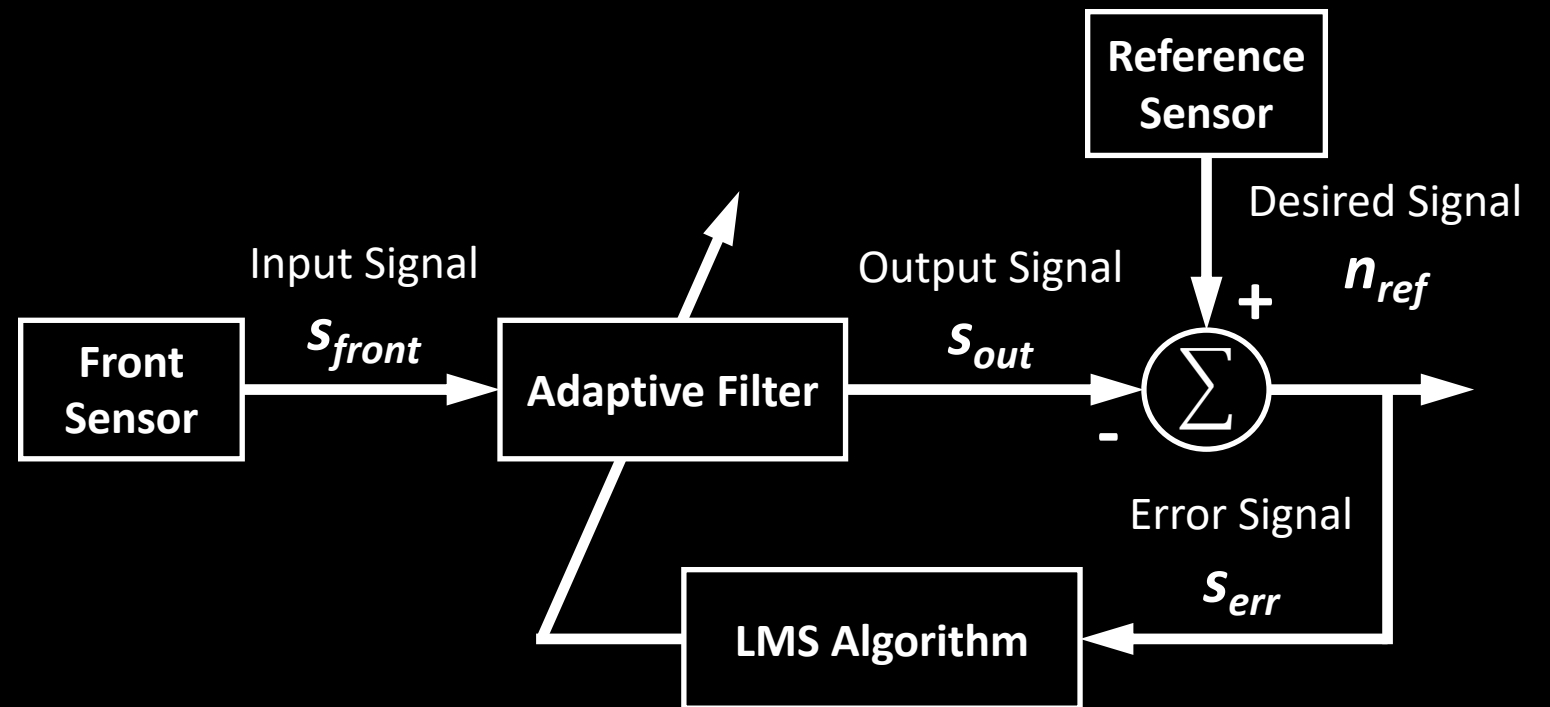 Reference
Sensor
Desired Signal
n_ref
Input Signal
s_front
Output Signal
s_out
+
Front
Sensor
Adaptive Filter
∑
-
Error Signal
s_err
LMS Algorithm